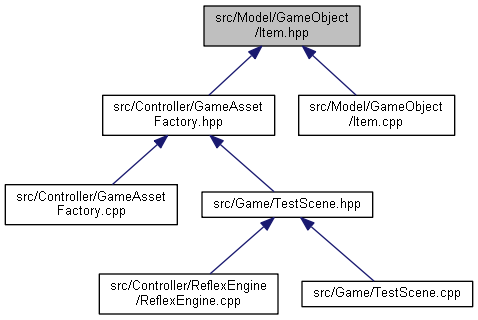 src/Model/GameObject
/Item.hpp
src/Controller/GameAsset
Factory.hpp
src/Model/GameObject
/Item.cpp
src/Controller/GameAsset
Factory.cpp
src/Game/TestScene.hpp
src/Controller/ReflexEngine
/ReflexEngine.cpp
src/Game/TestScene.cpp